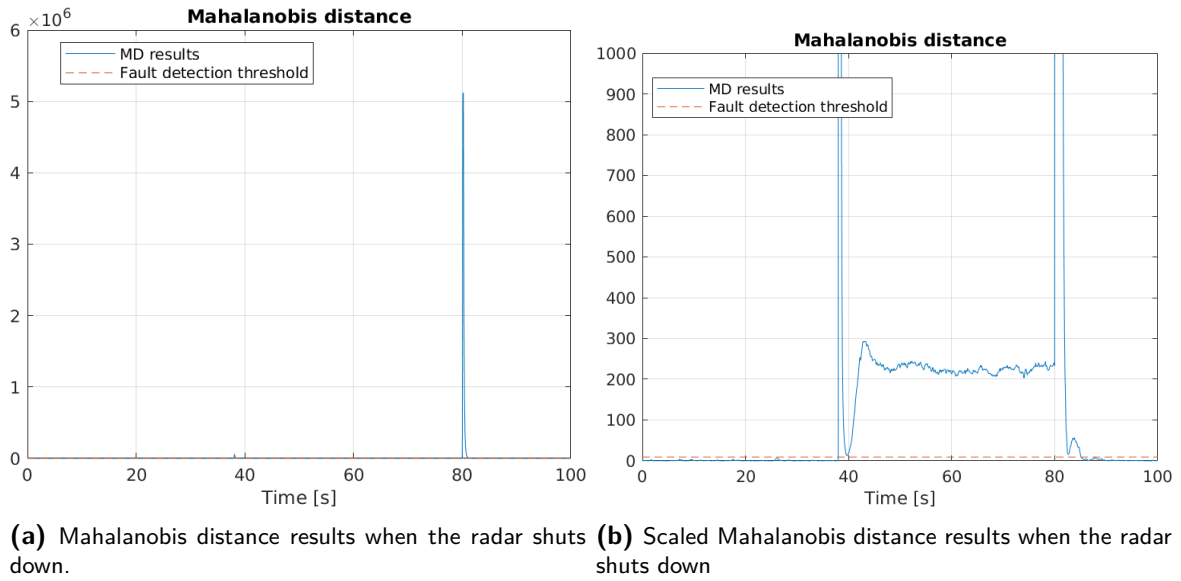 Mahalanobis distance
×10⁶
MD results
Fault detection threshold
6
5
4
3
2
1
0
0 20 40 60 80 100
Time [s]
(a) Mahalanobis distance results when the radar shuts
down.
Mahalanobis distance
MD results
Fault detection threshold
1000
900
800
700
600
500
400
300
200
100
0
0 20 40 60 80 100
Time [s]
(b) Scaled Mahalanobis distance results when the radar
shuts down